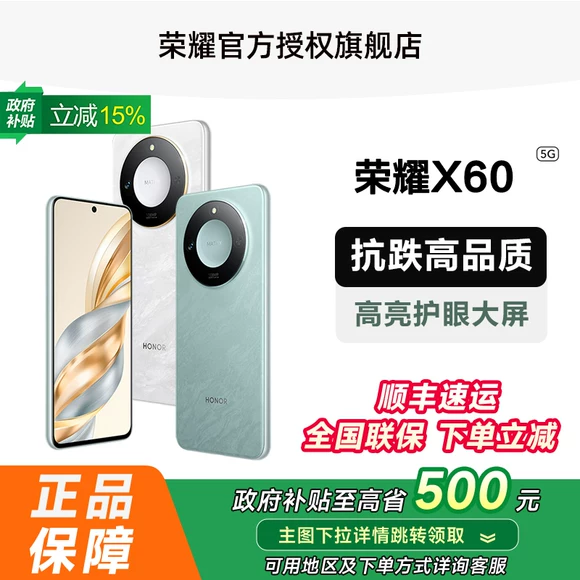 荣耀官方授权旗舰店
政府
补贴
立减15%
5G
荣耀X60
抗跌高品质
高亮护眼大屏
HONOR
HONOR
顺丰速运
全国联保 下单立减
正品
保障
政府补贴至高省500元
主图下拉详情跳转领取
可用地区及下单方式详询客服